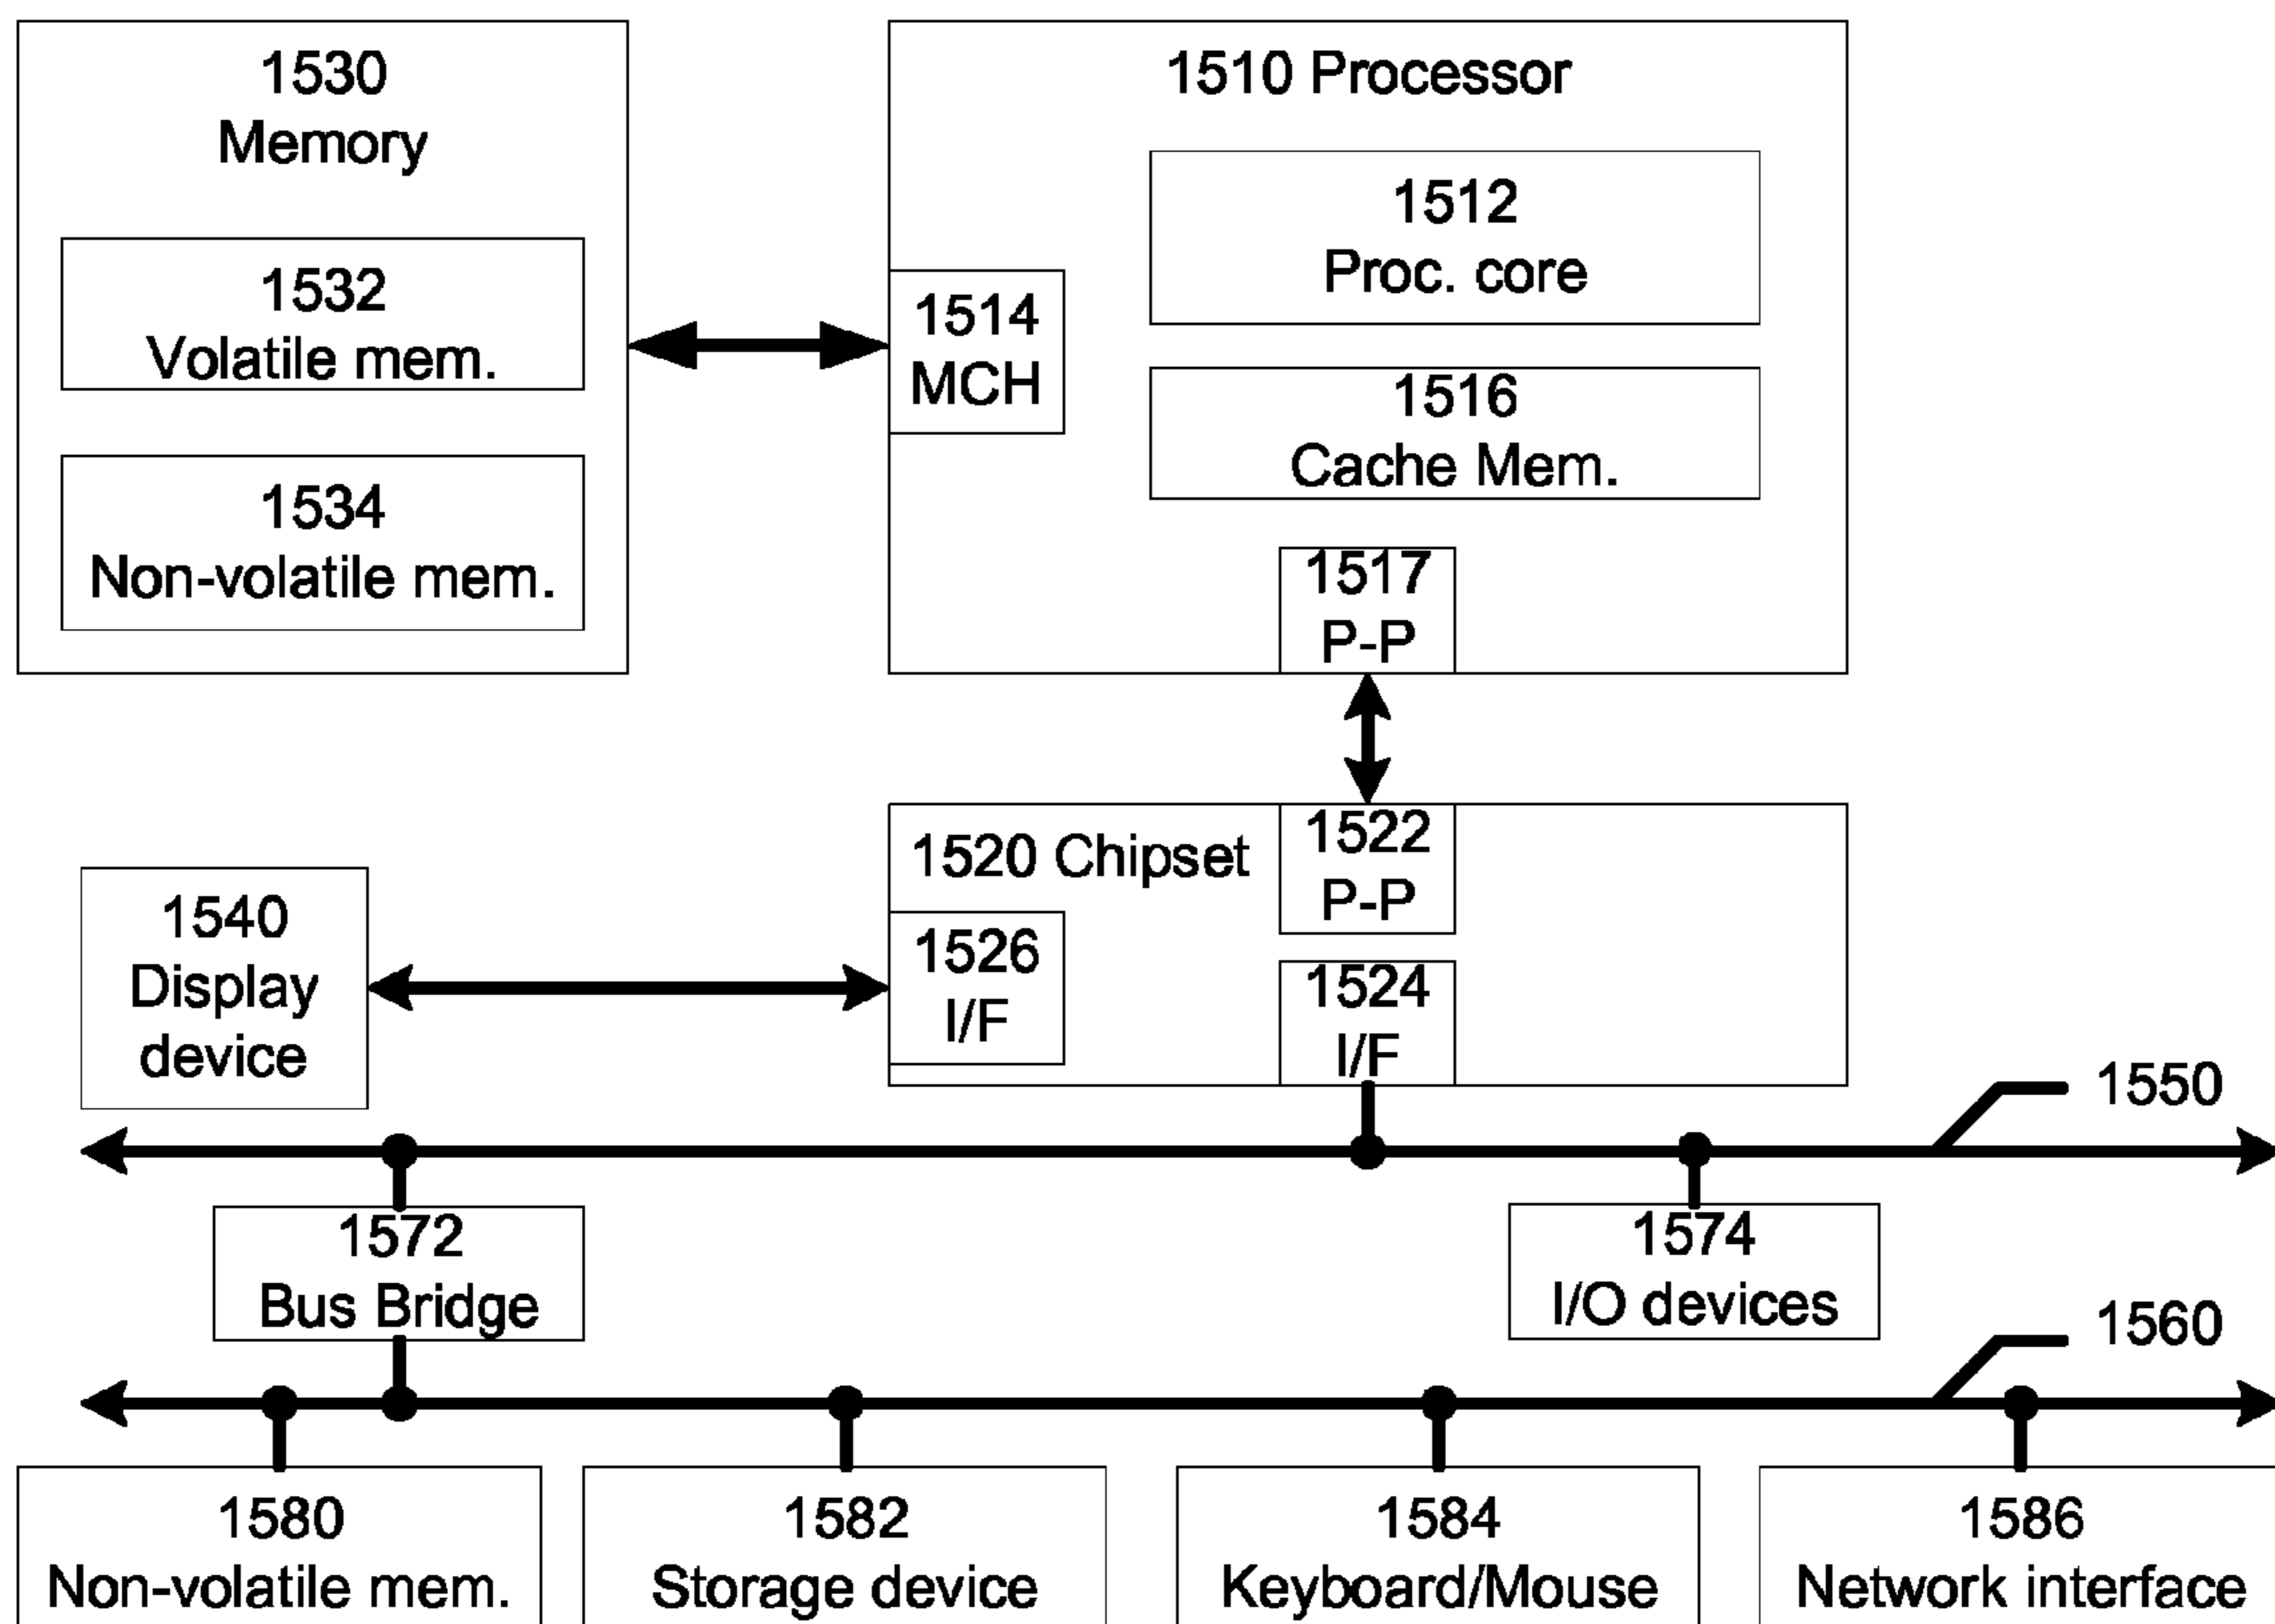 1530
Memory
1532
Volatile mem.
1534
Non-volatile mem.
1510 Processor
1512
Proc. core
1514
MCH
1516
Cache Mem.
1517
P-P
1520 Chipset
1522
P-P
1526
I/F
1524
I/F
1540
Display
device
1550
1572
Bus Bridge
1574
I/O devices
1560
1580
Non-volatile mem.
1582
Storage device
1584
Keyboard/Mouse
1586
Network interface